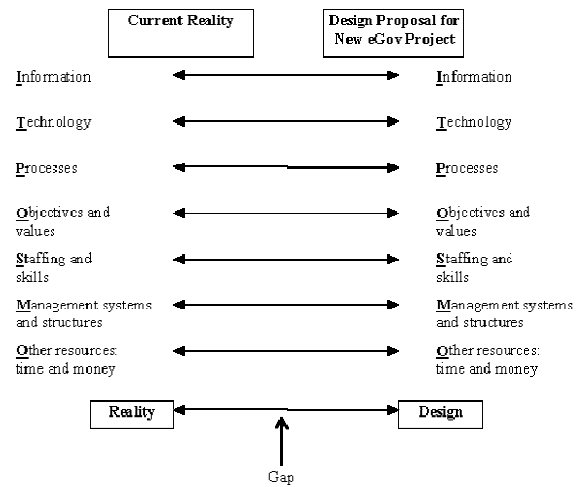 Current Reality
Design Proposal for
New eGov Project
Information
Information
Technology
Technology
Processes
Processes
Objectives and
values
Objectives and
values
Staffing and
skills
Staffing and
skills
Management systems
and structures
Management systems
and structures
Other resources:
time and money
Other resources:
time and money
Reality
Design
Gap